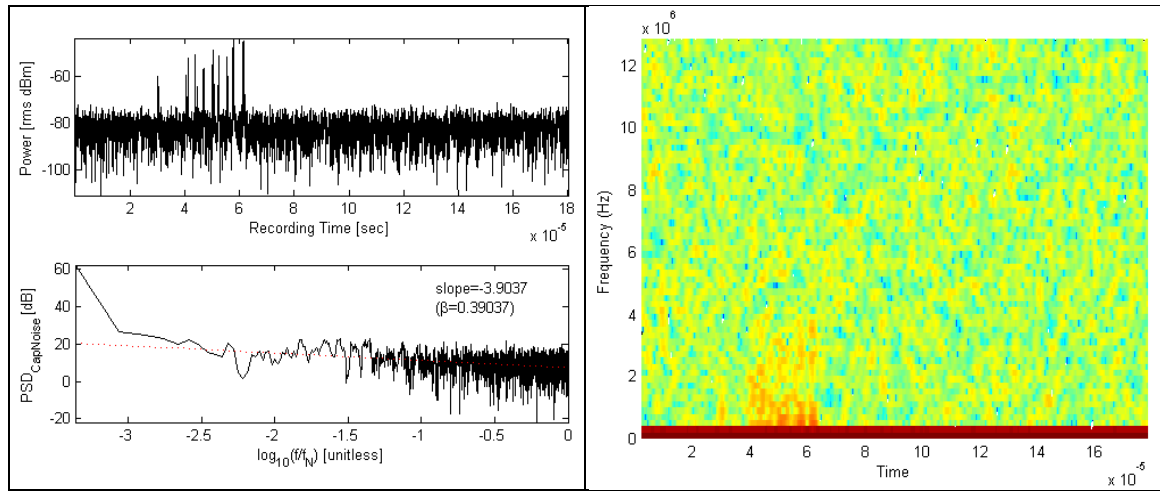 -60
-80
-100
Power [rms dBm]
2 4 6 8 10 12 14 16 18
Recording Time [sec]
x 10^-5
60
40
20
0
-20
PSD_CapNoise [dB]
slope=-3.9037
(β=0.39037)
-3 -2.5 -2 -1.5 -1 -0.5 0
log_10(f/f_N) [unitless]
x 10^6
12
10
8
6
4
2
0
Frequency (Hz)
2 4 6 8 10 12 14 16
Time
x 10^-5